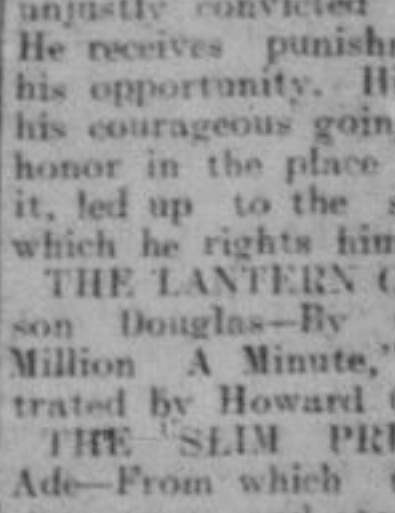 unjustly convicted
He receives punish
his opportunity. Hi
his courageous goin
honor in the place
it, led up to the s
which he rights him
THE LANTERN O
son Douglas—By
Million A Minute,"
trated by Howard
THE SLIM PRI
Ade—From which